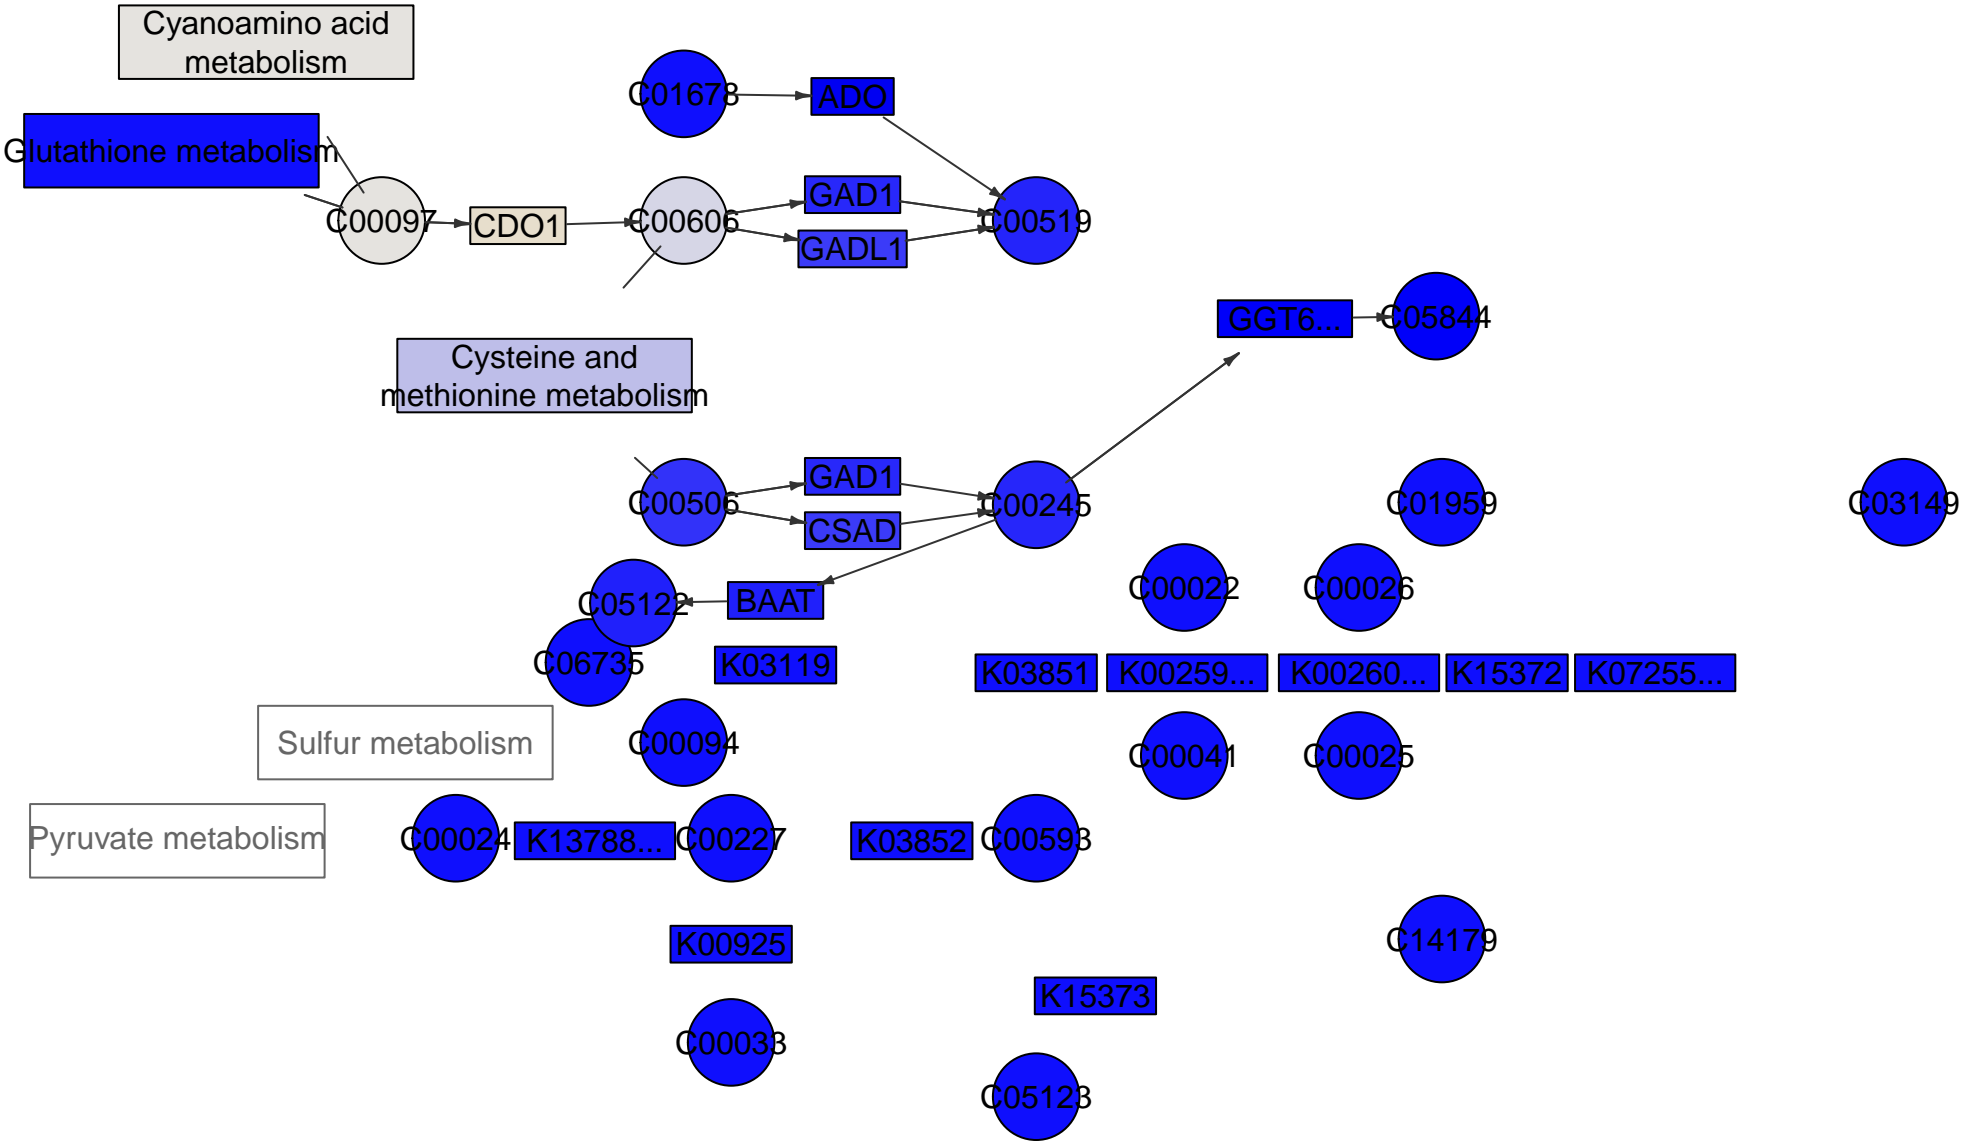 Cyanoamino acid
metabolism
C01678
ADO
Glutathione metabolism
C00097
CDO1
C00606
GAD1
GADL1
C00519
GGT6...
C05844
Cysteine and
methionine metabolism
C00506
GAD1
CSAD
C00245
C01959
C03149
C05122
BAAT
C00022
C00026
C06735
K03119
K03851
K00259...
K00260...
K15372
K07255...
Sulfur metabolism
C00094
C00041
C00025
Pyruvate metabolism
C00024
K13788...
C00227
K03852
C00593
K00925
C14179
K15373
C00033
C05123